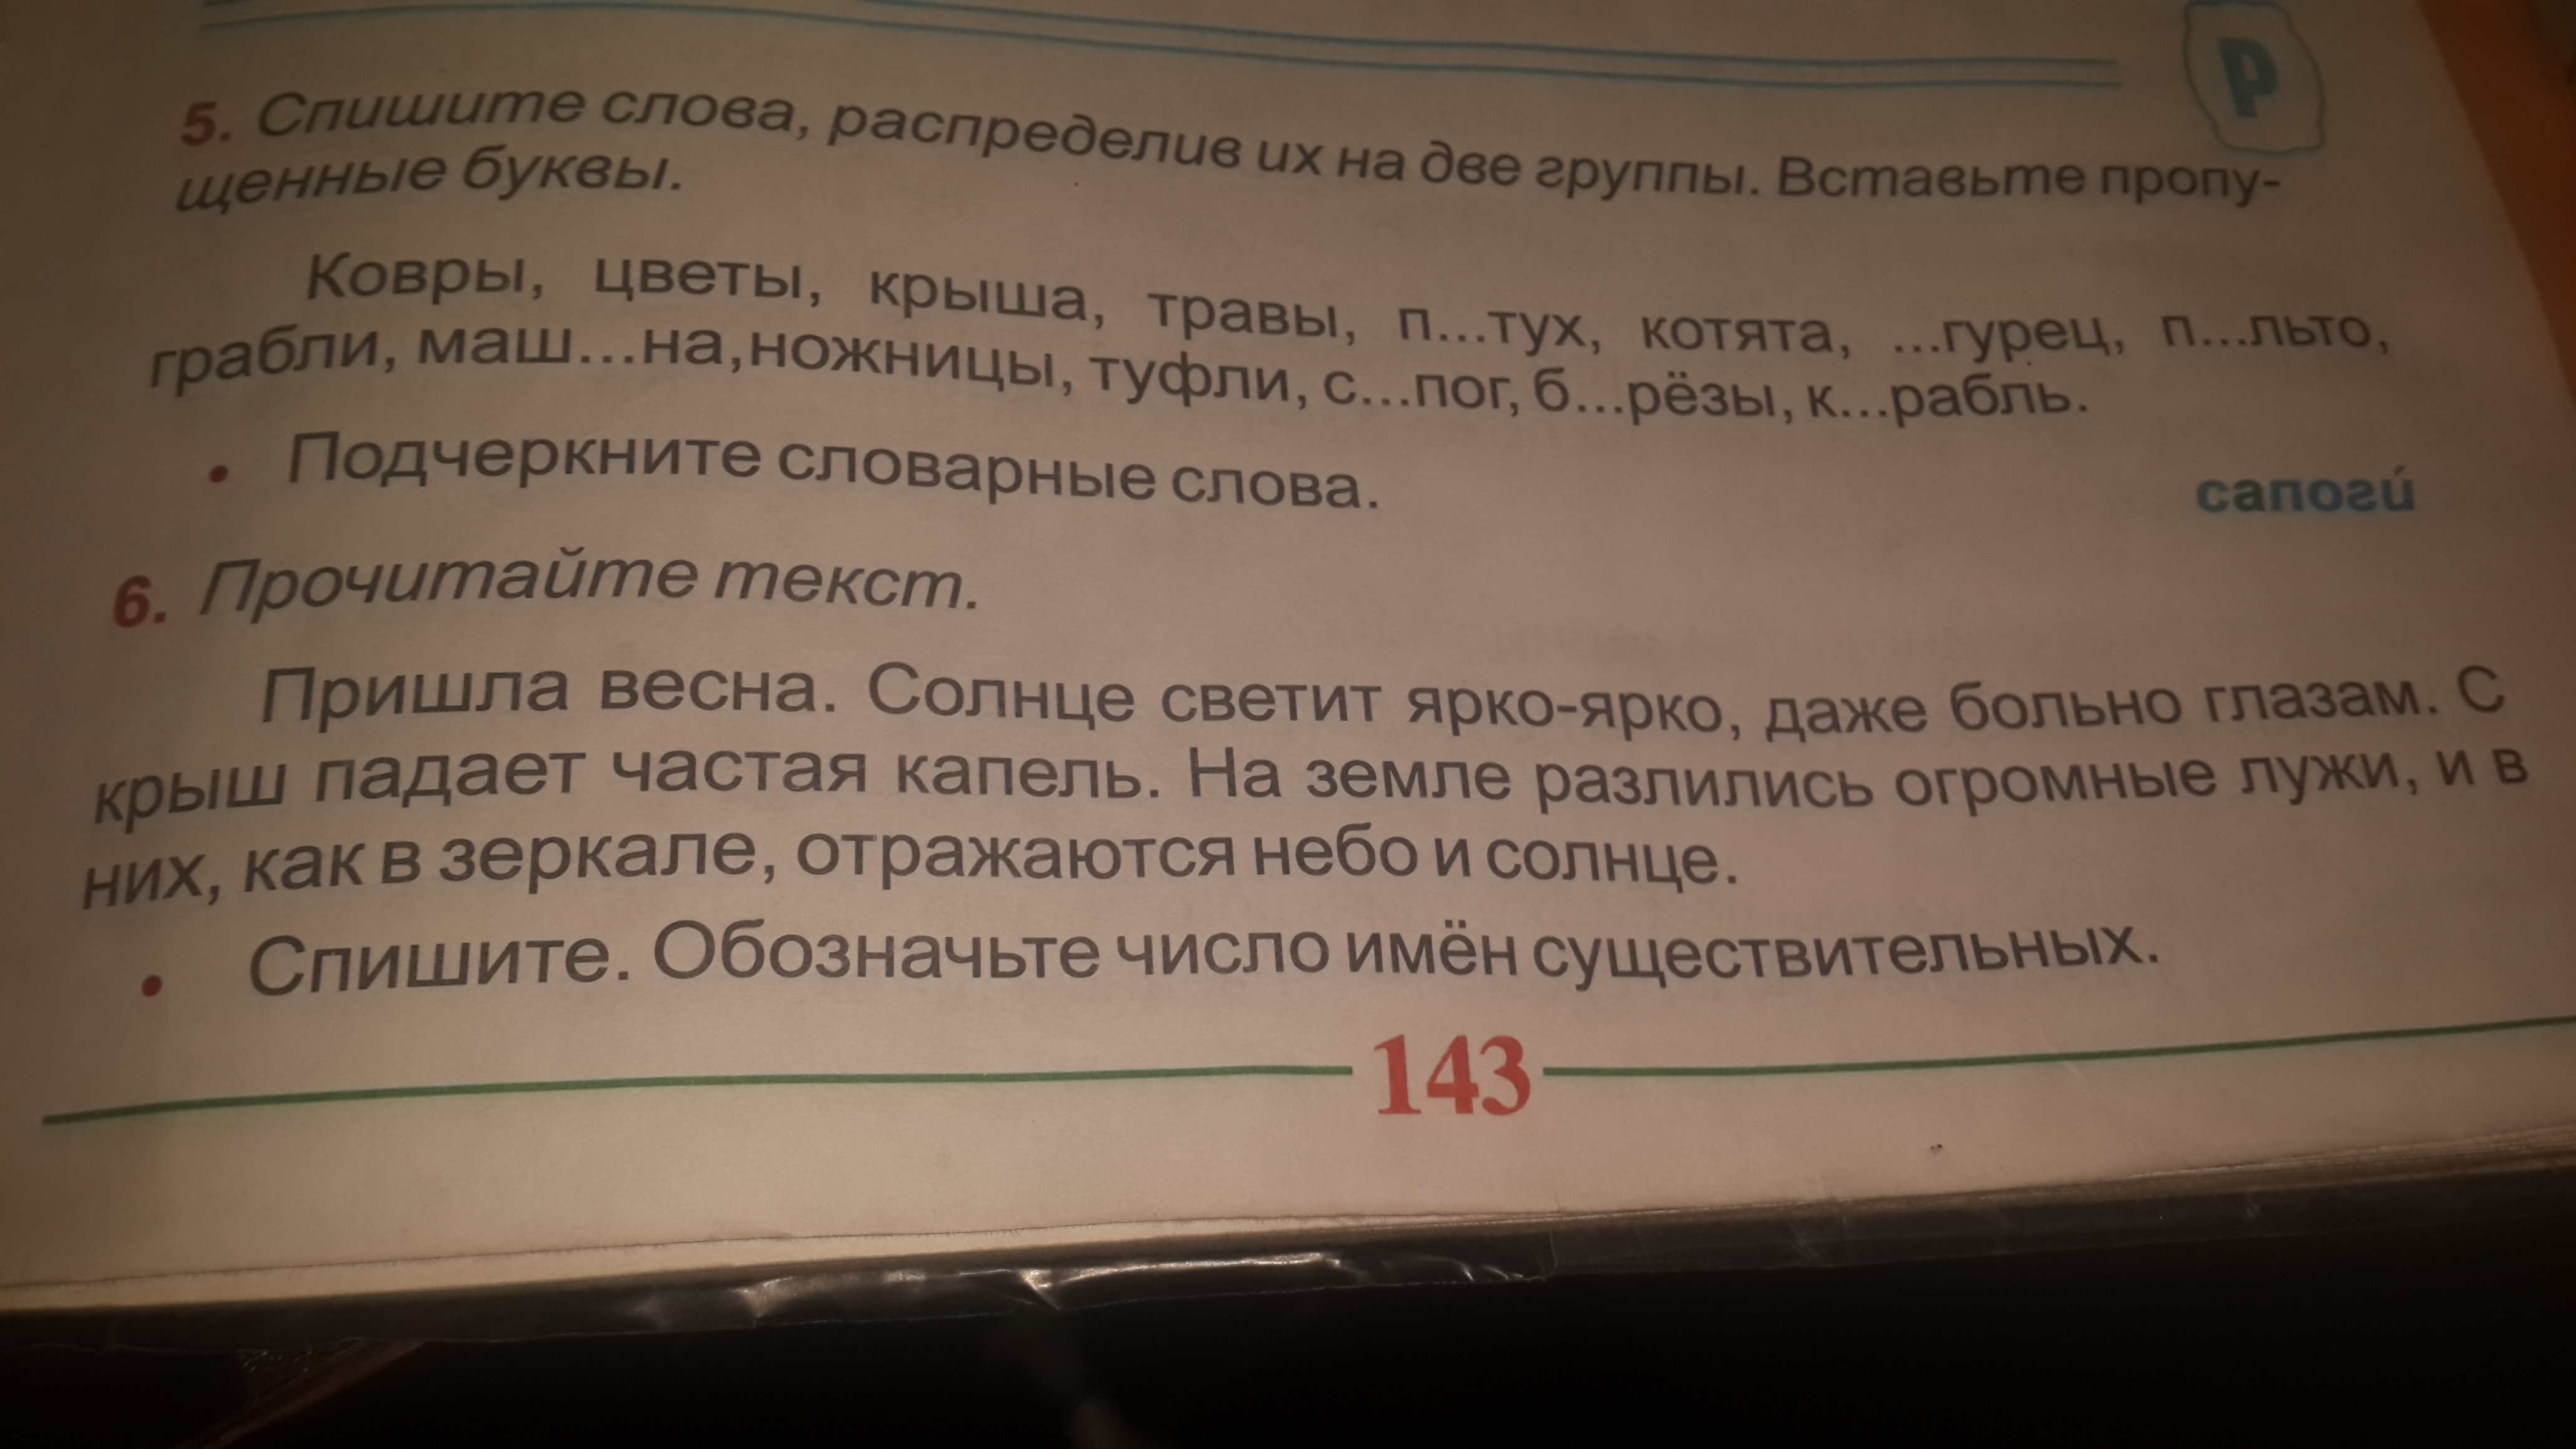 Р
5. Спишите слова, распределив их на две группы. Вставьте пропу-
щенные буквы.
Ковры, цветы, крыша, травы, п...тух, котята, ...гурец, п...льто,
грабли, маш...на, ножницы, туфли, с...пог, б...рёзы, к...рабль.
• Подчеркните словарные слова.
сапоги́
6. Прочитайте текст.
Пришла весна. Солнце светит ярко-ярко, даже больно глазам. С
крыш падает частая капель. На земле разлились огромные лужи, и в
них, как в зеркале, отражаются небо и солнце.
• Спишите. Обозначьте число имён существительных.
143